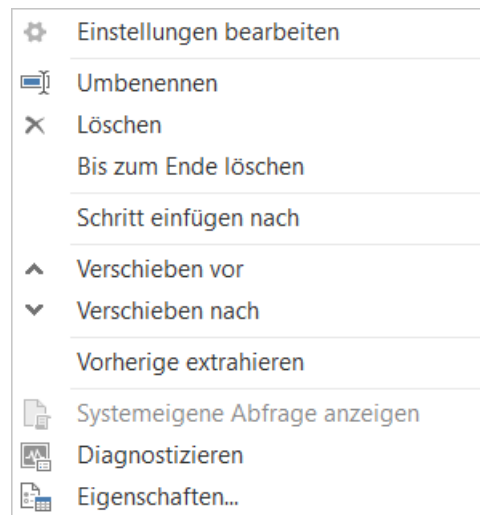 Einstellungen bearbeiten
Umbenennen
Löschen
Bis zum Ende löschen
Schritt einfügen nach
Verschieben vor
Verschieben nach
Vorherige extrahieren
Systemeigene Abfrage anzeigen
Diagnostizieren
Eigenschaften...